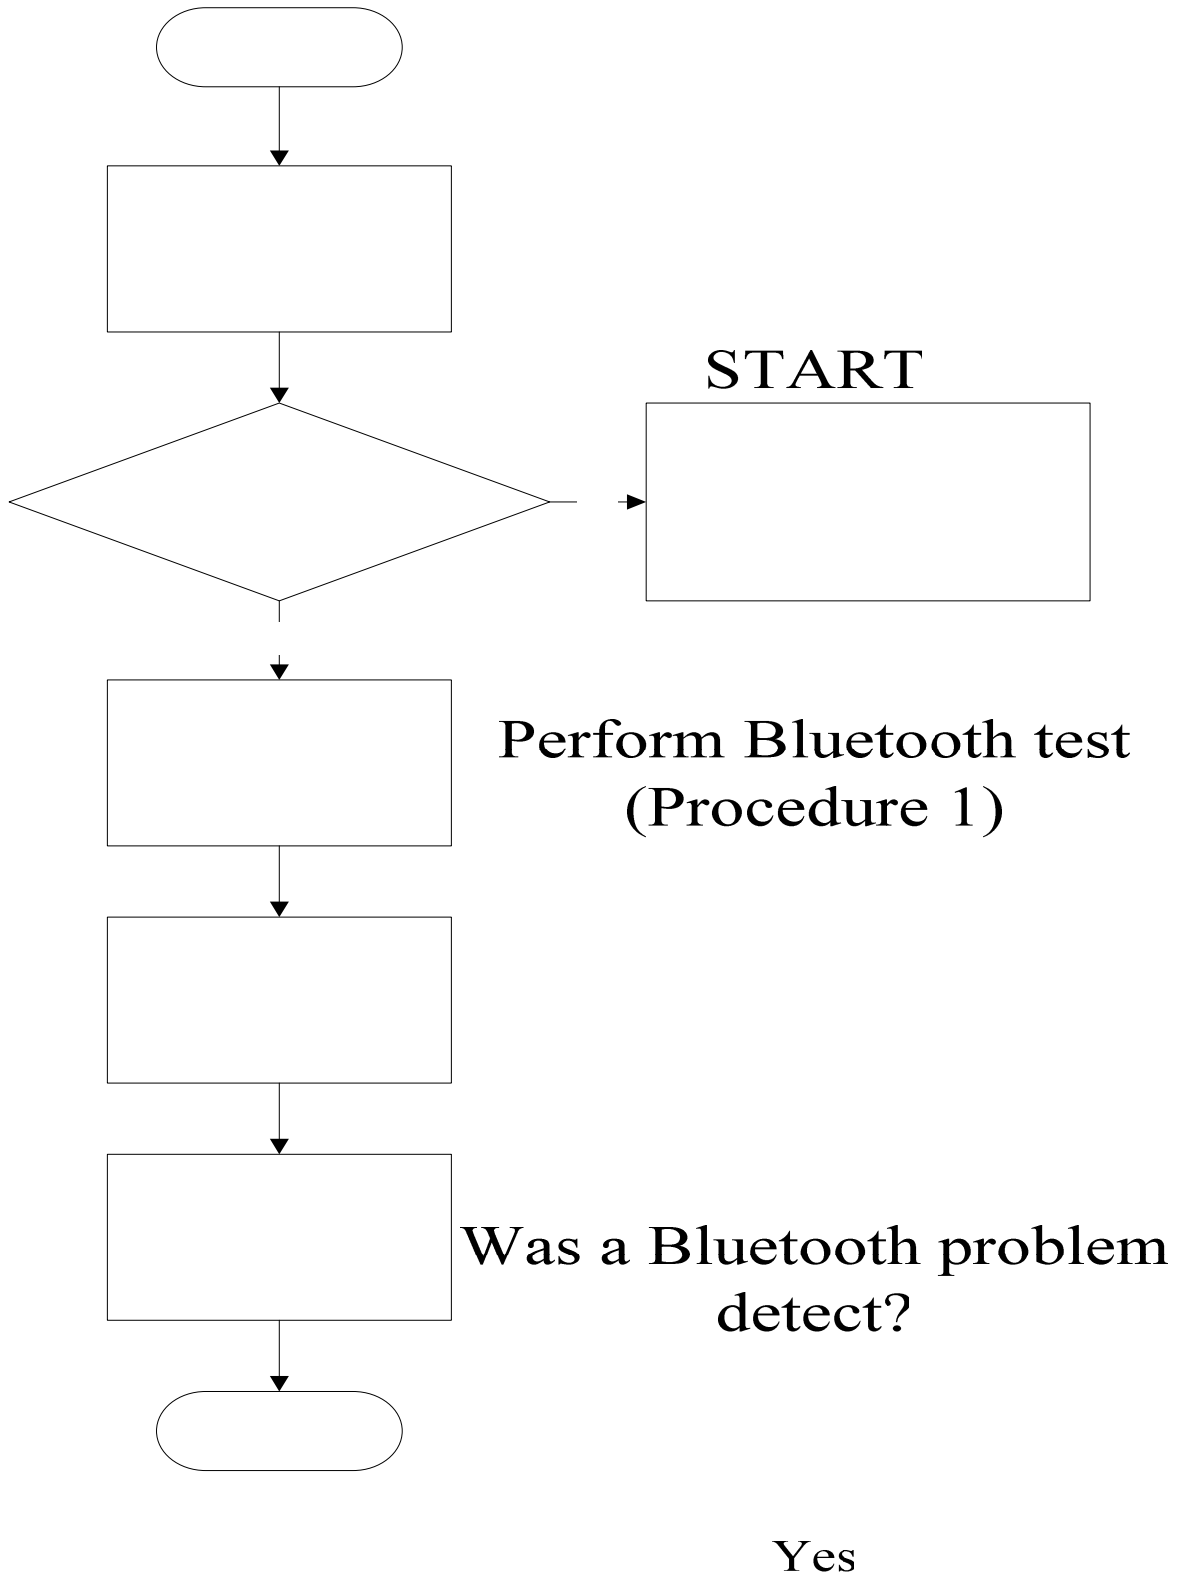 START
Perform Bluetooth test
(Procedure 1)
Was a Bluetooth problem
detect?
Yes